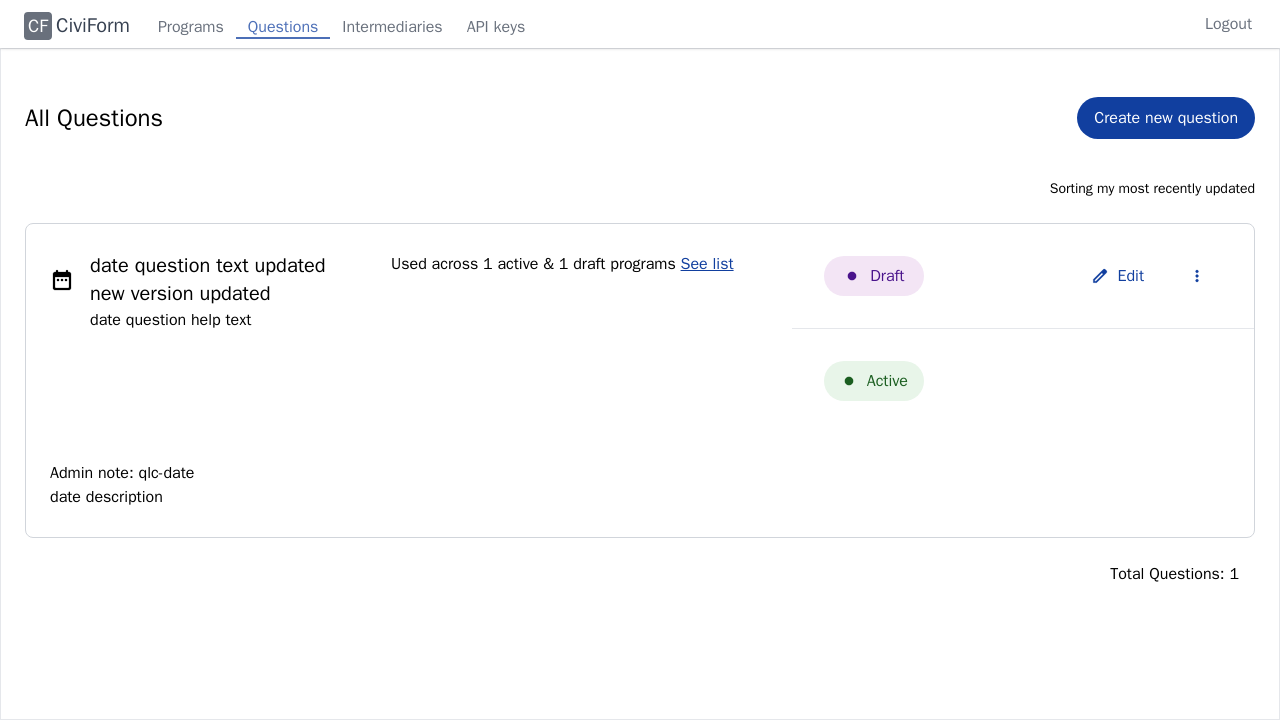 CF CiviForm Programs Questions Intermediaries API keys Logout
All Questions Create new question
Sorting my most recently updated
date question text updated
new version updated
date question help text
Used across 1 active & 1 draft programs See list
Draft Edit
Active
Admin note: qlc-date
date description
Total Questions: 1